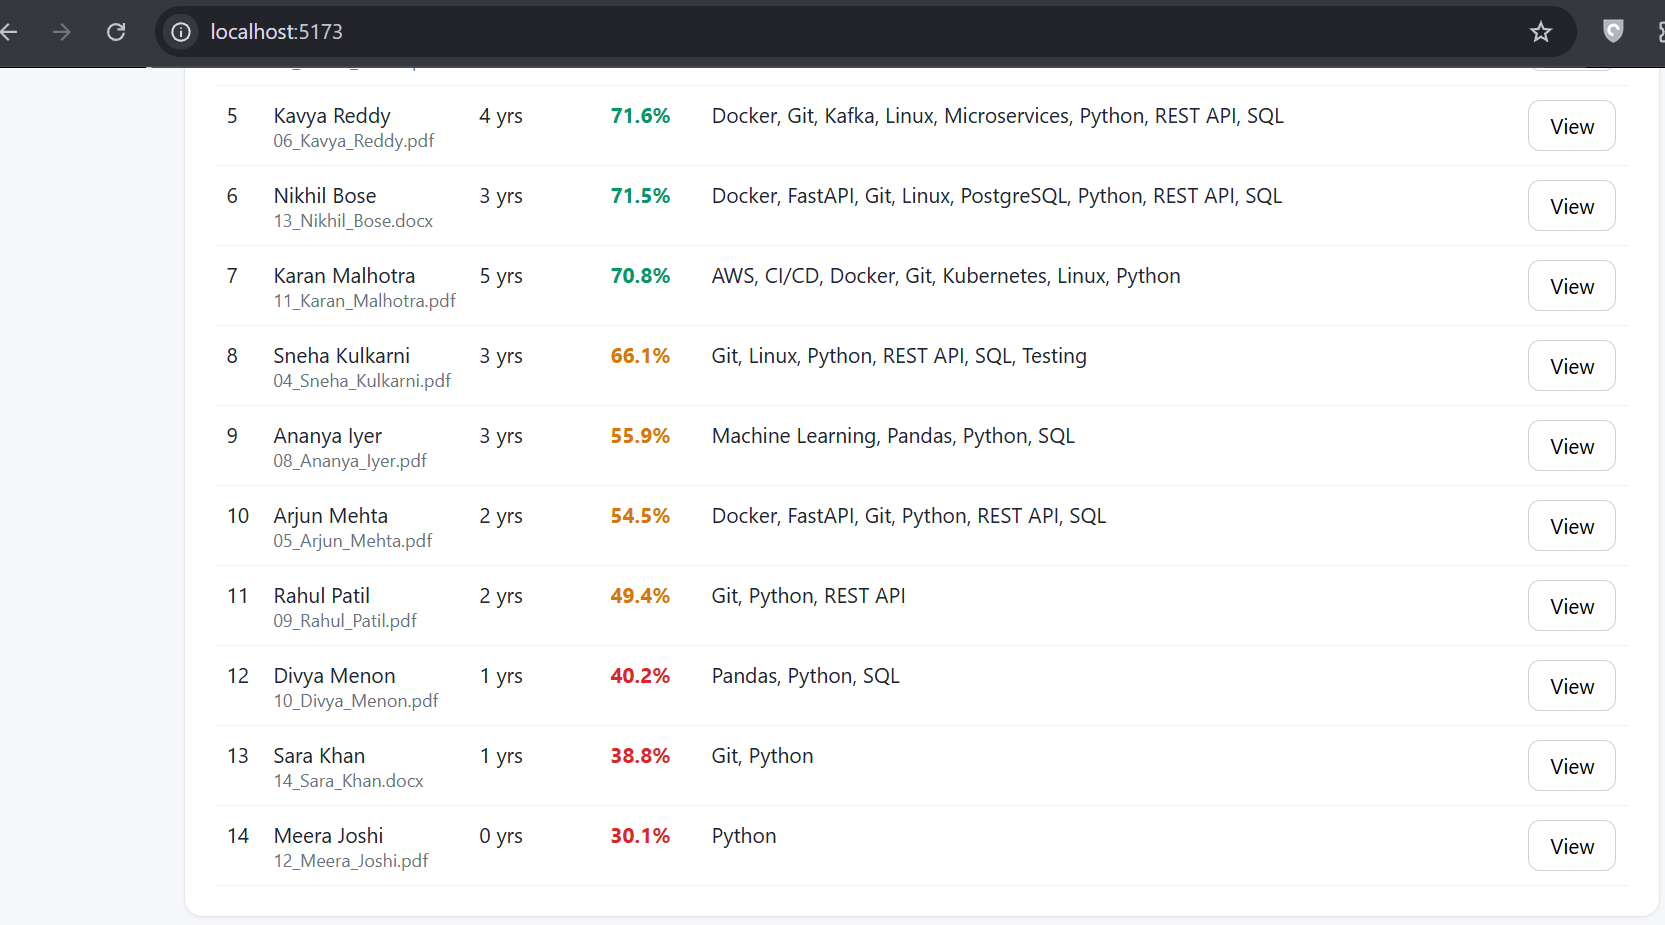 localhost:5173
5 Kavya Reddy 4 yrs 71.6% Docker, Git, Kafka, Linux, Microservices, Python, REST API, SQL View
06_Kavya_Reddy.pdf
6 Nikhil Bose 3 yrs 71.5% Docker, FastAPI, Git, Linux, PostgreSQL, Python, REST API, SQL View
13_Nikhil_Bose.docx
7 Karan Malhotra 5 yrs 70.8% AWS, CI/CD, Docker, Git, Kubernetes, Linux, Python View
11_Karan_Malhotra.pdf
8 Sneha Kulkarni 3 yrs 66.1% Git, Linux, Python, REST API, SQL, Testing View
04_Sneha_Kulkarni.pdf
9 Ananya Iyer 3 yrs 55.9% Machine Learning, Pandas, Python, SQL View
08_Ananya_Iyer.pdf
10 Arjun Mehta 2 yrs 54.5% Docker, FastAPI, Git, Python, REST API, SQL View
05_Arjun_Mehta.pdf
11 Rahul Patil 2 yrs 49.4% Git, Python, REST API View
09_Rahul_Patil.pdf
12 Divya Menon 1 yrs 40.2% Pandas, Python, SQL View
10_Divya_Menon.pdf
13 Sara Khan 1 yrs 38.8% Git, Python View
14_Sara_Khan.docx
14 Meera Joshi 0 yrs 30.1% Python View
12_Meera_Joshi.pdf